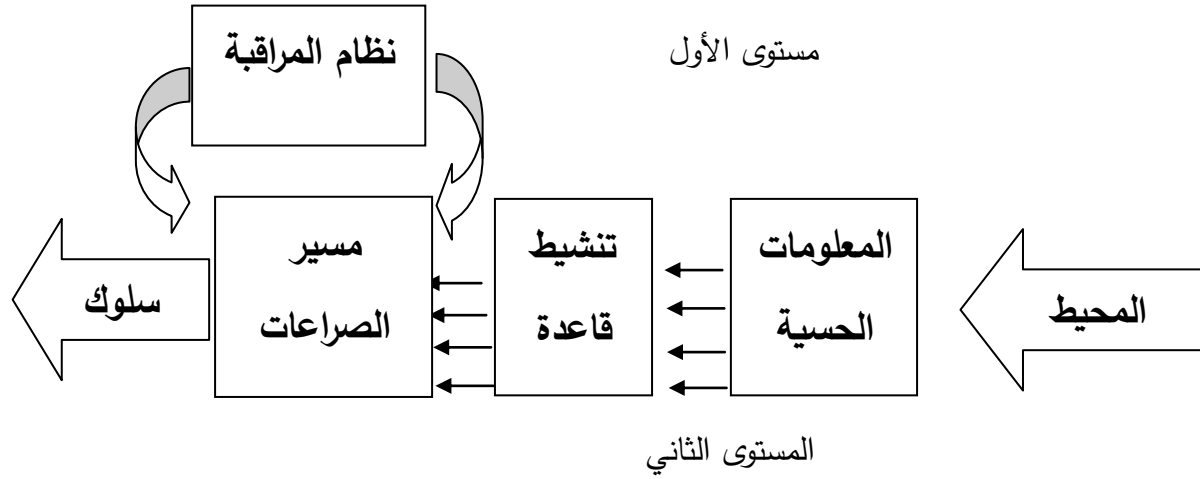 نظام المراقبة
مستوى الأول
المحيط
المعلومات
الحسية
تنشيط
قاعدة
مسير
الصراعات
سلوك
المستوى الثاني